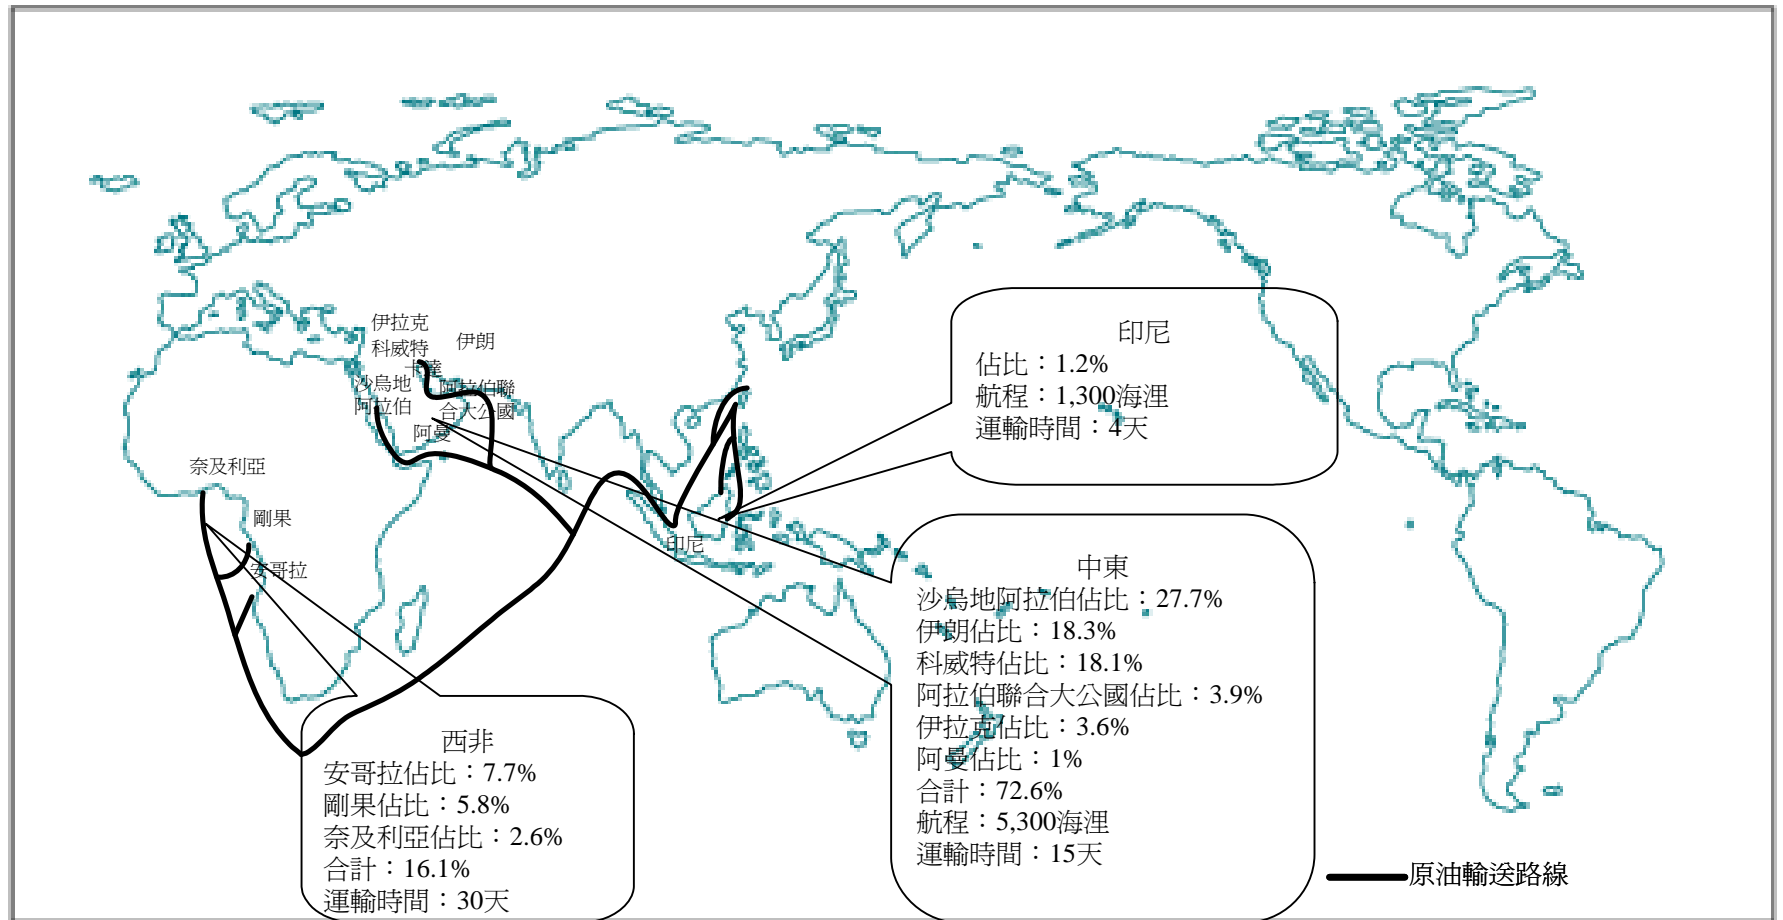 伊拉克
科威特
伊朗
卡達
沙烏地
阿拉伯
阿拉伯聯
合大公國
阿曼
奈及利亞
剛果
安哥拉
印尼
印尼
佔比：1.2%
航程：1,300海浬
運輸時間：4天
中東
沙烏地阿拉伯佔比：27.7%
伊朗佔比：18.3%
科威特佔比：18.1%
阿拉伯聯合大公國佔比：3.9%
伊拉克佔比：3.6%
阿曼佔比：1%
合計：72.6%
航程：5,300海浬
運輸時間：15天
西非
安哥拉佔比：7.7%
剛果佔比：5.8%
奈及利亞佔比：2.6%
合計：16.1%
運輸時間：30天
原油輸送路線